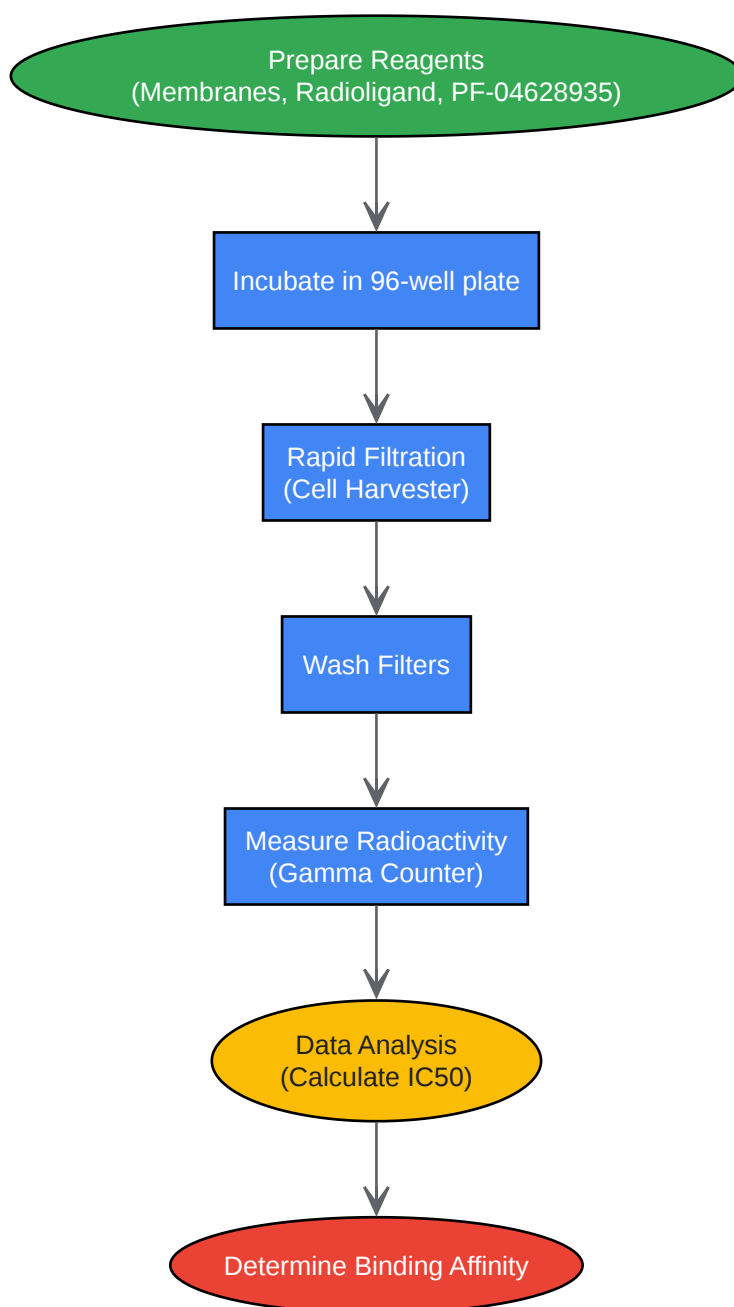 Prepare Reagents
(Membranes, Radioligand, PF-04628935)
Incubate in 96-well plate
Rapid Filtration
(Cell Harvester)
Wash Filters
Measure Radioactivity
(Gamma Counter)
Data Analysis
(Calculate IC50)
Determine Binding Affinity